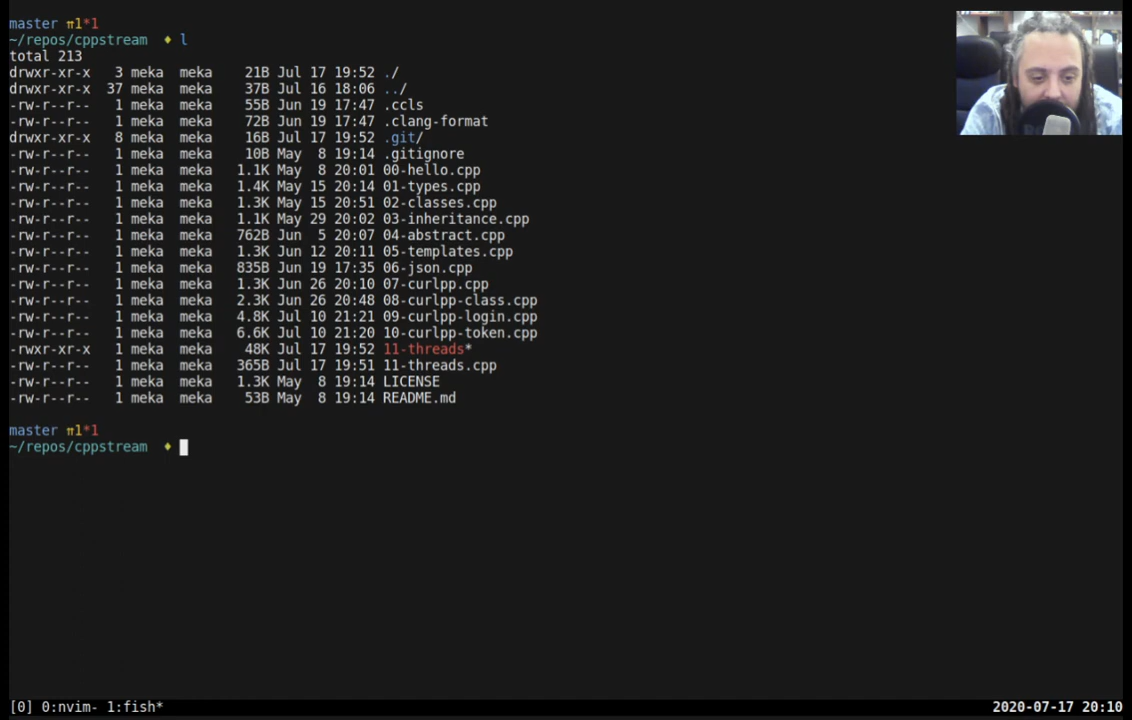 master π1*1
~/repos/cppstream ♦ l
total 213
drwxr-xr-x 3 meka meka 21B Jul 17 19:52 ./
drwxr-xr-x 37 meka meka 37B Jul 16 18:06 ../
-rw-r--r-- 1 meka meka 55B Jun 19 17:47 .ccls
-rw-r--r-- 1 meka meka 72B Jun 19 17:47 .clang-format
drwxr-xr-x 8 meka meka 16B Jul 17 19:52 .git/
-rw-r--r-- 1 meka meka 10B May 8 19:14 .gitignore
-rw-r--r-- 1 meka meka 1.1K May 8 20:01 00-hello.cpp
-rw-r--r-- 1 meka meka 1.4K May 15 20:14 01-types.cpp
-rw-r--r-- 1 meka meka 1.3K May 15 20:51 02-classes.cpp
-rw-r--r-- 1 meka meka 1.1K May 29 20:02 03-inheritance.cpp
-rw-r--r-- 1 meka meka 762B Jun 5 20:07 04-abstract.cpp
-rw-r--r-- 1 meka meka 1.3K Jun 12 20:11 05-templates.cpp
-rw-r--r-- 1 meka meka 835B Jun 19 17:35 06-json.cpp
-rw-r--r-- 1 meka meka 1.3K Jun 26 20:10 07-curlpp.cpp
-rw-r--r-- 1 meka meka 2.3K Jun 26 20:48 08-curlpp-class.cpp
-rw-r--r-- 1 meka meka 4.8K Jul 10 21:21 09-curlpp-login.cpp
-rw-r--r-- 1 meka meka 6.6K Jul 10 21:20 10-curlpp-token.cpp
-rwxr-xr-x 1 meka meka 48K Jul 17 19:52 11-threads*
-rw-r--r-- 1 meka meka 365B Jul 17 19:51 11-threads.cpp
-rw-r--r-- 1 meka meka 1.3K May 8 19:14 LICENSE
-rw-r--r-- 1 meka meka 53B May 8 19:14 README.md
master π1*1
~/repos/cppstream ♦
[0] 0:nvim- 1:fish* 2020-07-17 20:10